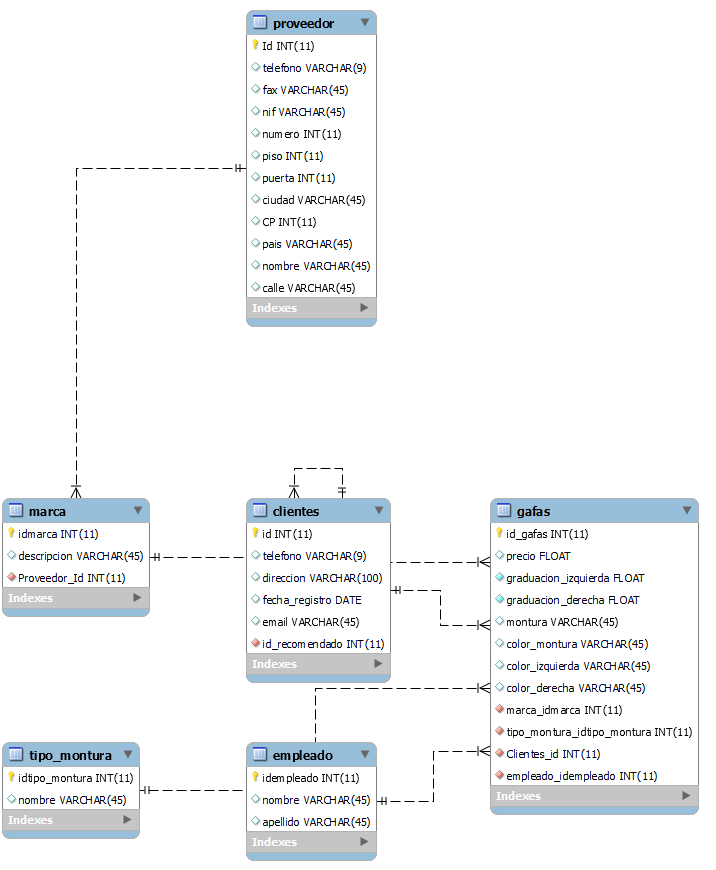 proveedor
Id INT(11)
telefono VARCHAR(9)
fax VARCHAR(45)
nif VARCHAR(45)
numero INT(11)
piso INT(11)
puerta INT(11)
ciudad VARCHAR(45)
CP INT(11)
pais VARCHAR(45)
nombre VARCHAR(45)
calle VARCHAR(45)
Indexes
marca
idmarca INT(11)
descripcion VARCHAR(45)
Proveedor_Id INT(11)
Indexes
clientes
id INT(11)
telefono VARCHAR(9)
direccion VARCHAR(100)
fecha_registro DATE
email VARCHAR(45)
id_recomendado INT(11)
Indexes
gafas
id_gafas INT(11)
precio FLOAT
graduacion_izquierda FLOAT
graduacion_derecha FLOAT
montura VARCHAR(45)
color_montura VARCHAR(45)
color_izquierda VARCHAR(45)
color_derecha VARCHAR(45)
marca_idmarca INT(11)
tipo_montura_idtipo_montura INT(11)
Clientes_id INT(11)
empleado_idempleado INT(11)
Indexes
tipo_montura
idtipo_montura INT(11)
nombre VARCHAR(45)
Indexes
empleado
idempleado INT(11)
nombre VARCHAR(45)
apellido VARCHAR(45)
Indexes